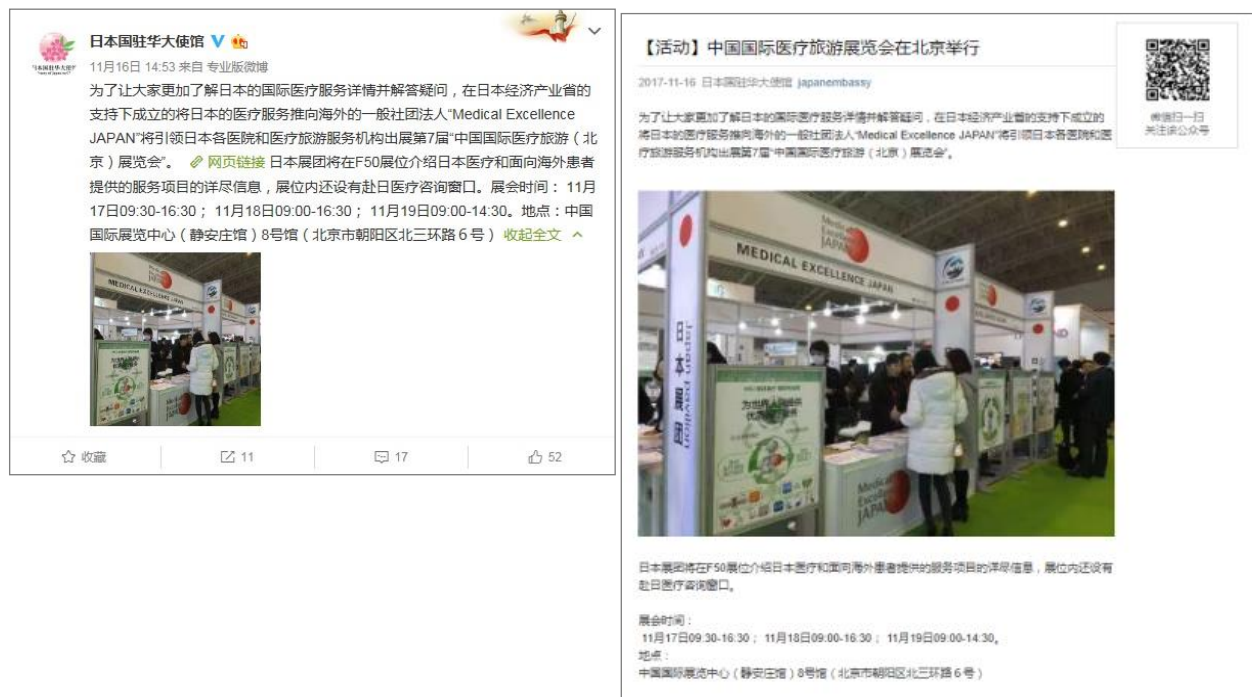 日本国驻华大使馆
11月16日 14:53 来自 专业版微博
为了让大家更加了解日本的国际医疗服务详情并解答疑问，在日本经济产业省的
支持下成立的将日本的医疗服务推向海外的一般社团法人“Medical Excellence
JAPAN”将引领日本各医院和医疗旅游服务机构出展第7届“中国国际医疗旅游（北
京）展览会”。 网页链接 日本展团将在F50展位介绍日本医疗和面向海外患者
提供的服务项目的详尽信息，展位内还设有赴日医疗咨询窗口。展会时间： 11月
17日09:30-16:30； 11月18日09:00-16:30； 11月19日09:00-14:30。地点：中国
国际展览中心（静安庄馆）8号馆（北京市朝阳区北三环路６号） 收起全文
Medical
Excellence
JAPAN
MEDICAL EXCELLENCE JAPAN
收藏
11
17
52
【活动】中国国际医疗旅游展览会在北京举行
2017-11-16 日本国驻华大使馆 japanembassy
微信扫一扫
关注该公众号
为了让大家更加了解日本的国际医疗服务详情并解答疑问，在日本经济产业省的支持下成立的
将日本的医疗服务推向海外的一般社团法人“Medical Excellence JAPAN”将引领日本各医院和医
疗旅游服务机构出展第7届“中国国际医疗旅游（北京）展览会”。
Medical
Excellence
JAPAN
MEDICAL EXCELLENCE JAPAN
日本展团
Japan pavilion
为世界人民提供
Medical
Excellence
JAPAN
日本展团将在F50展位介绍日本医疗和面向海外患者提供的服务项目的详尽信息，展位内还设有
赴日医疗咨询窗口。
展会时间：
11月17日09:30-16:30； 11月18日09:00-16:30； 11月19日09:00-14:30。
地点：
中国国际展览中心（静安庄馆）8号馆（北京市朝阳区北三环路６号）